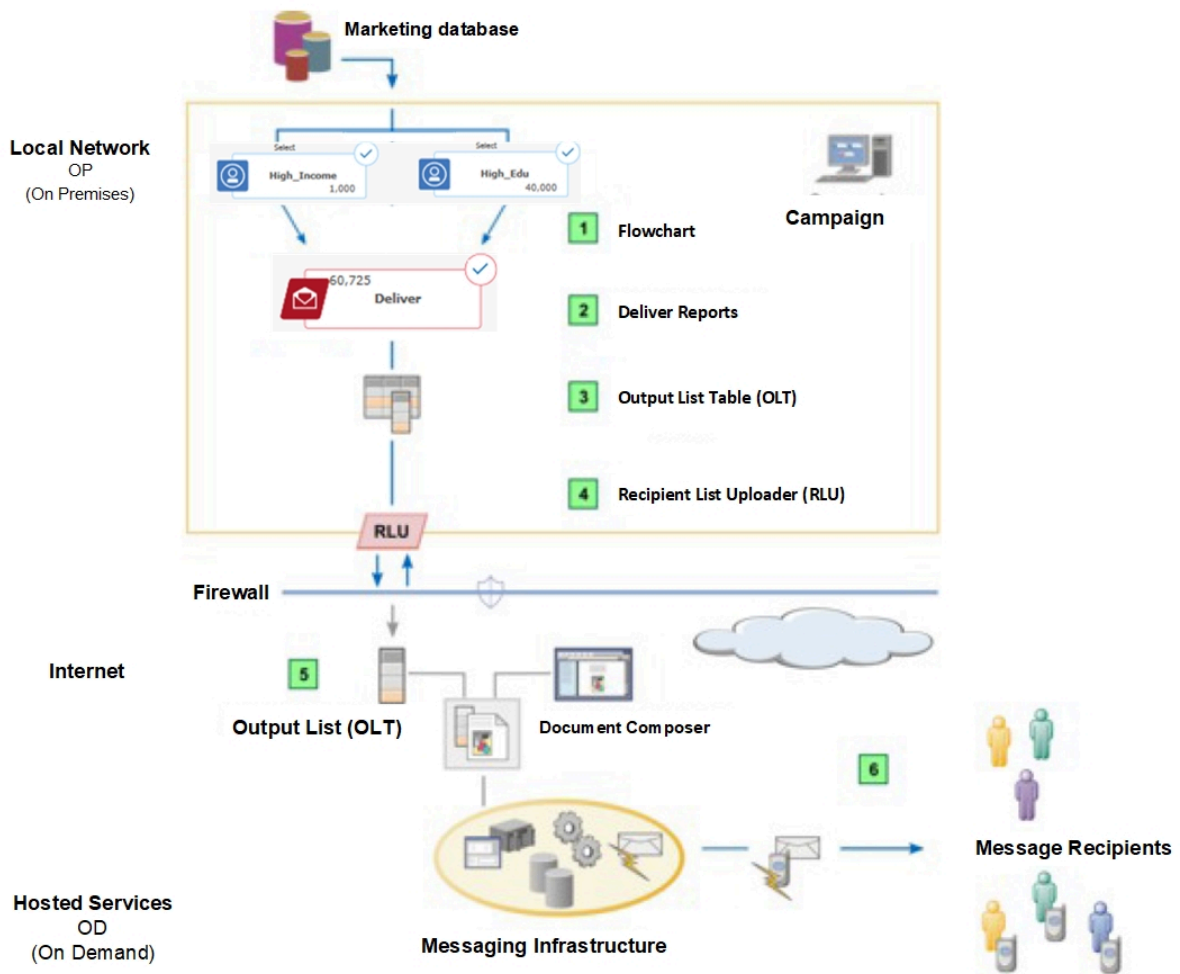 Marketing database
Local Network
OP
(On Premises)
Select
High_Income
1,000
Select
High_Edu
40,000
Campaign
1 Flowchart
60,725
Deliver
2 Deliver Reports
3 Output List Table (OLT)
4 Recipient List Uploader (RLU)
RLU
Firewall
Internet
5
Output List (OLT)
Document Composer
6
Message Recipients
Hosted Services
OD
(On Demand)
Messaging Infrastructure